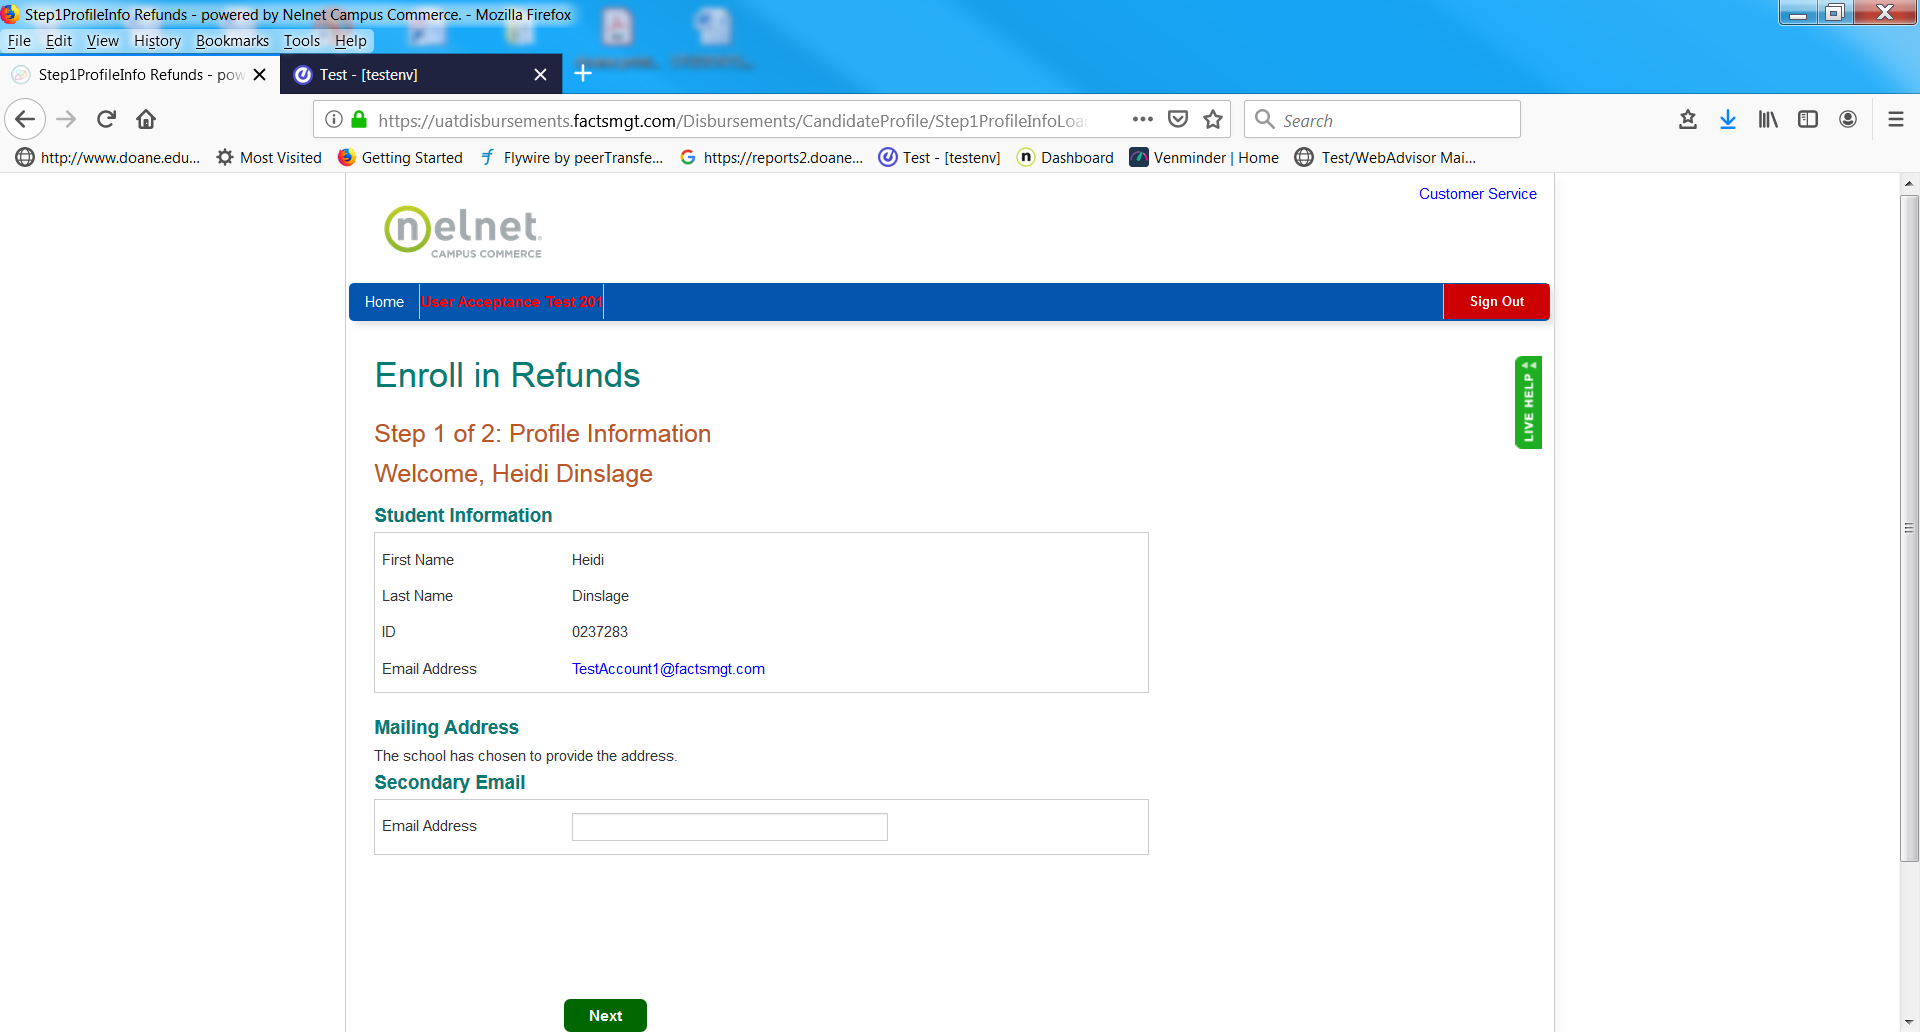 Step1ProfileInfo Refunds - powered by Nelnet Campus Commerce. - Mozilla Firefox
File Edit View History Bookmarks Tools Help
Step1ProfileInfo Refunds - pow
Test - [testenv]
https://uatdisbursements.factsmgt.com/Disbursements/CandidateProfile/Step1ProfileInfoLoa
Search
http://www.doane.edu... Most Visited Getting Started Flywire by peerTransfe... https://reports2.doane... Test - [testenv] Dashboard Venminder | Home Test/WebAdvisor Mai...
Customer Service
nelnet
CAMPUS COMMERCE
Home User Acceptance Test 201 Sign Out
Enroll in Refunds
LIVE HELP
Step 1 of 2: Profile Information
Welcome, Heidi Dinslage
Student Information
First Name Heidi
Last Name Dinslage
ID 0237283
Email Address TestAccount1@factsmgt.com
Mailing Address
The school has chosen to provide the address.
Secondary Email
Email Address
Next